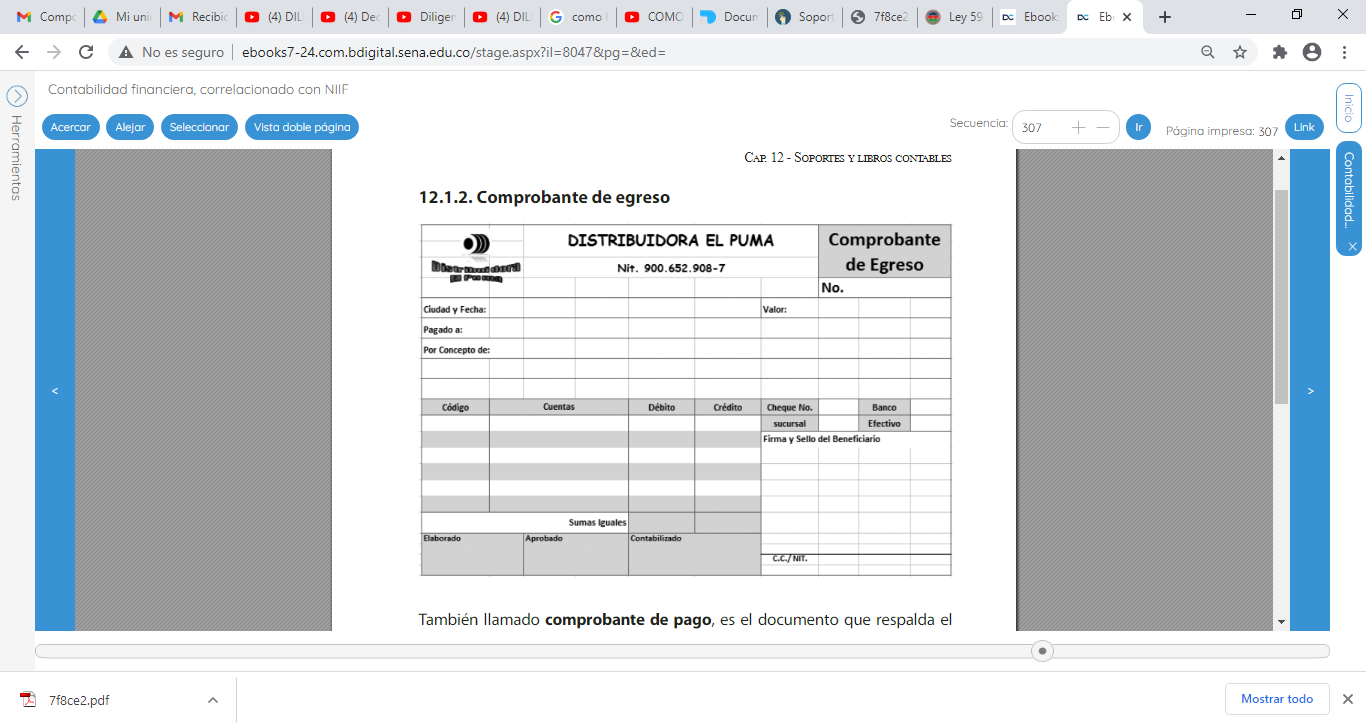 Compo
Mi uni
Recibid
(4) DIL
(4) Dec
Diligen
(4) DIL
como l
COMO
Docum
Soport
7f8ce2
Ley 59
Ebook
Eb
No es seguro
ebooks7-24.com.bdigital.sena.edu.co/stage.aspx?il=8047&pg=&ed=
Herramientas
Contabilidad financiera, correlacionado con NIIF
Acercar
Alejar
Seleccionar
Vista doble página
Secuencia:
307
Ir
Página impresa: 307
Link
Inicio
Contabilidad...
CAP. 12 - SOPORTES Y LIBROS CONTABLES
12.1.2. Comprobante de egreso
Distribuidora
El Puma
DISTRIBUIDORA EL PUMA
Nit. 900.652.908-7
Comprobante
de Egreso
No.
Ciudad y Fecha:
Valor:
Pagado a:
Por Concepto de:
Código
Cuentas
Débito
Crédito
Cheque No.
Banco
sucursal
Efectivo
Firma y Sello del Beneficiario
Sumas Iguales
Elaborado
Aprobado
Contabilizado
C.C./ NIT.
También llamado comprobante de pago, es el documento que respalda el
<
>
7f8ce2.pdf
Mostrar todo